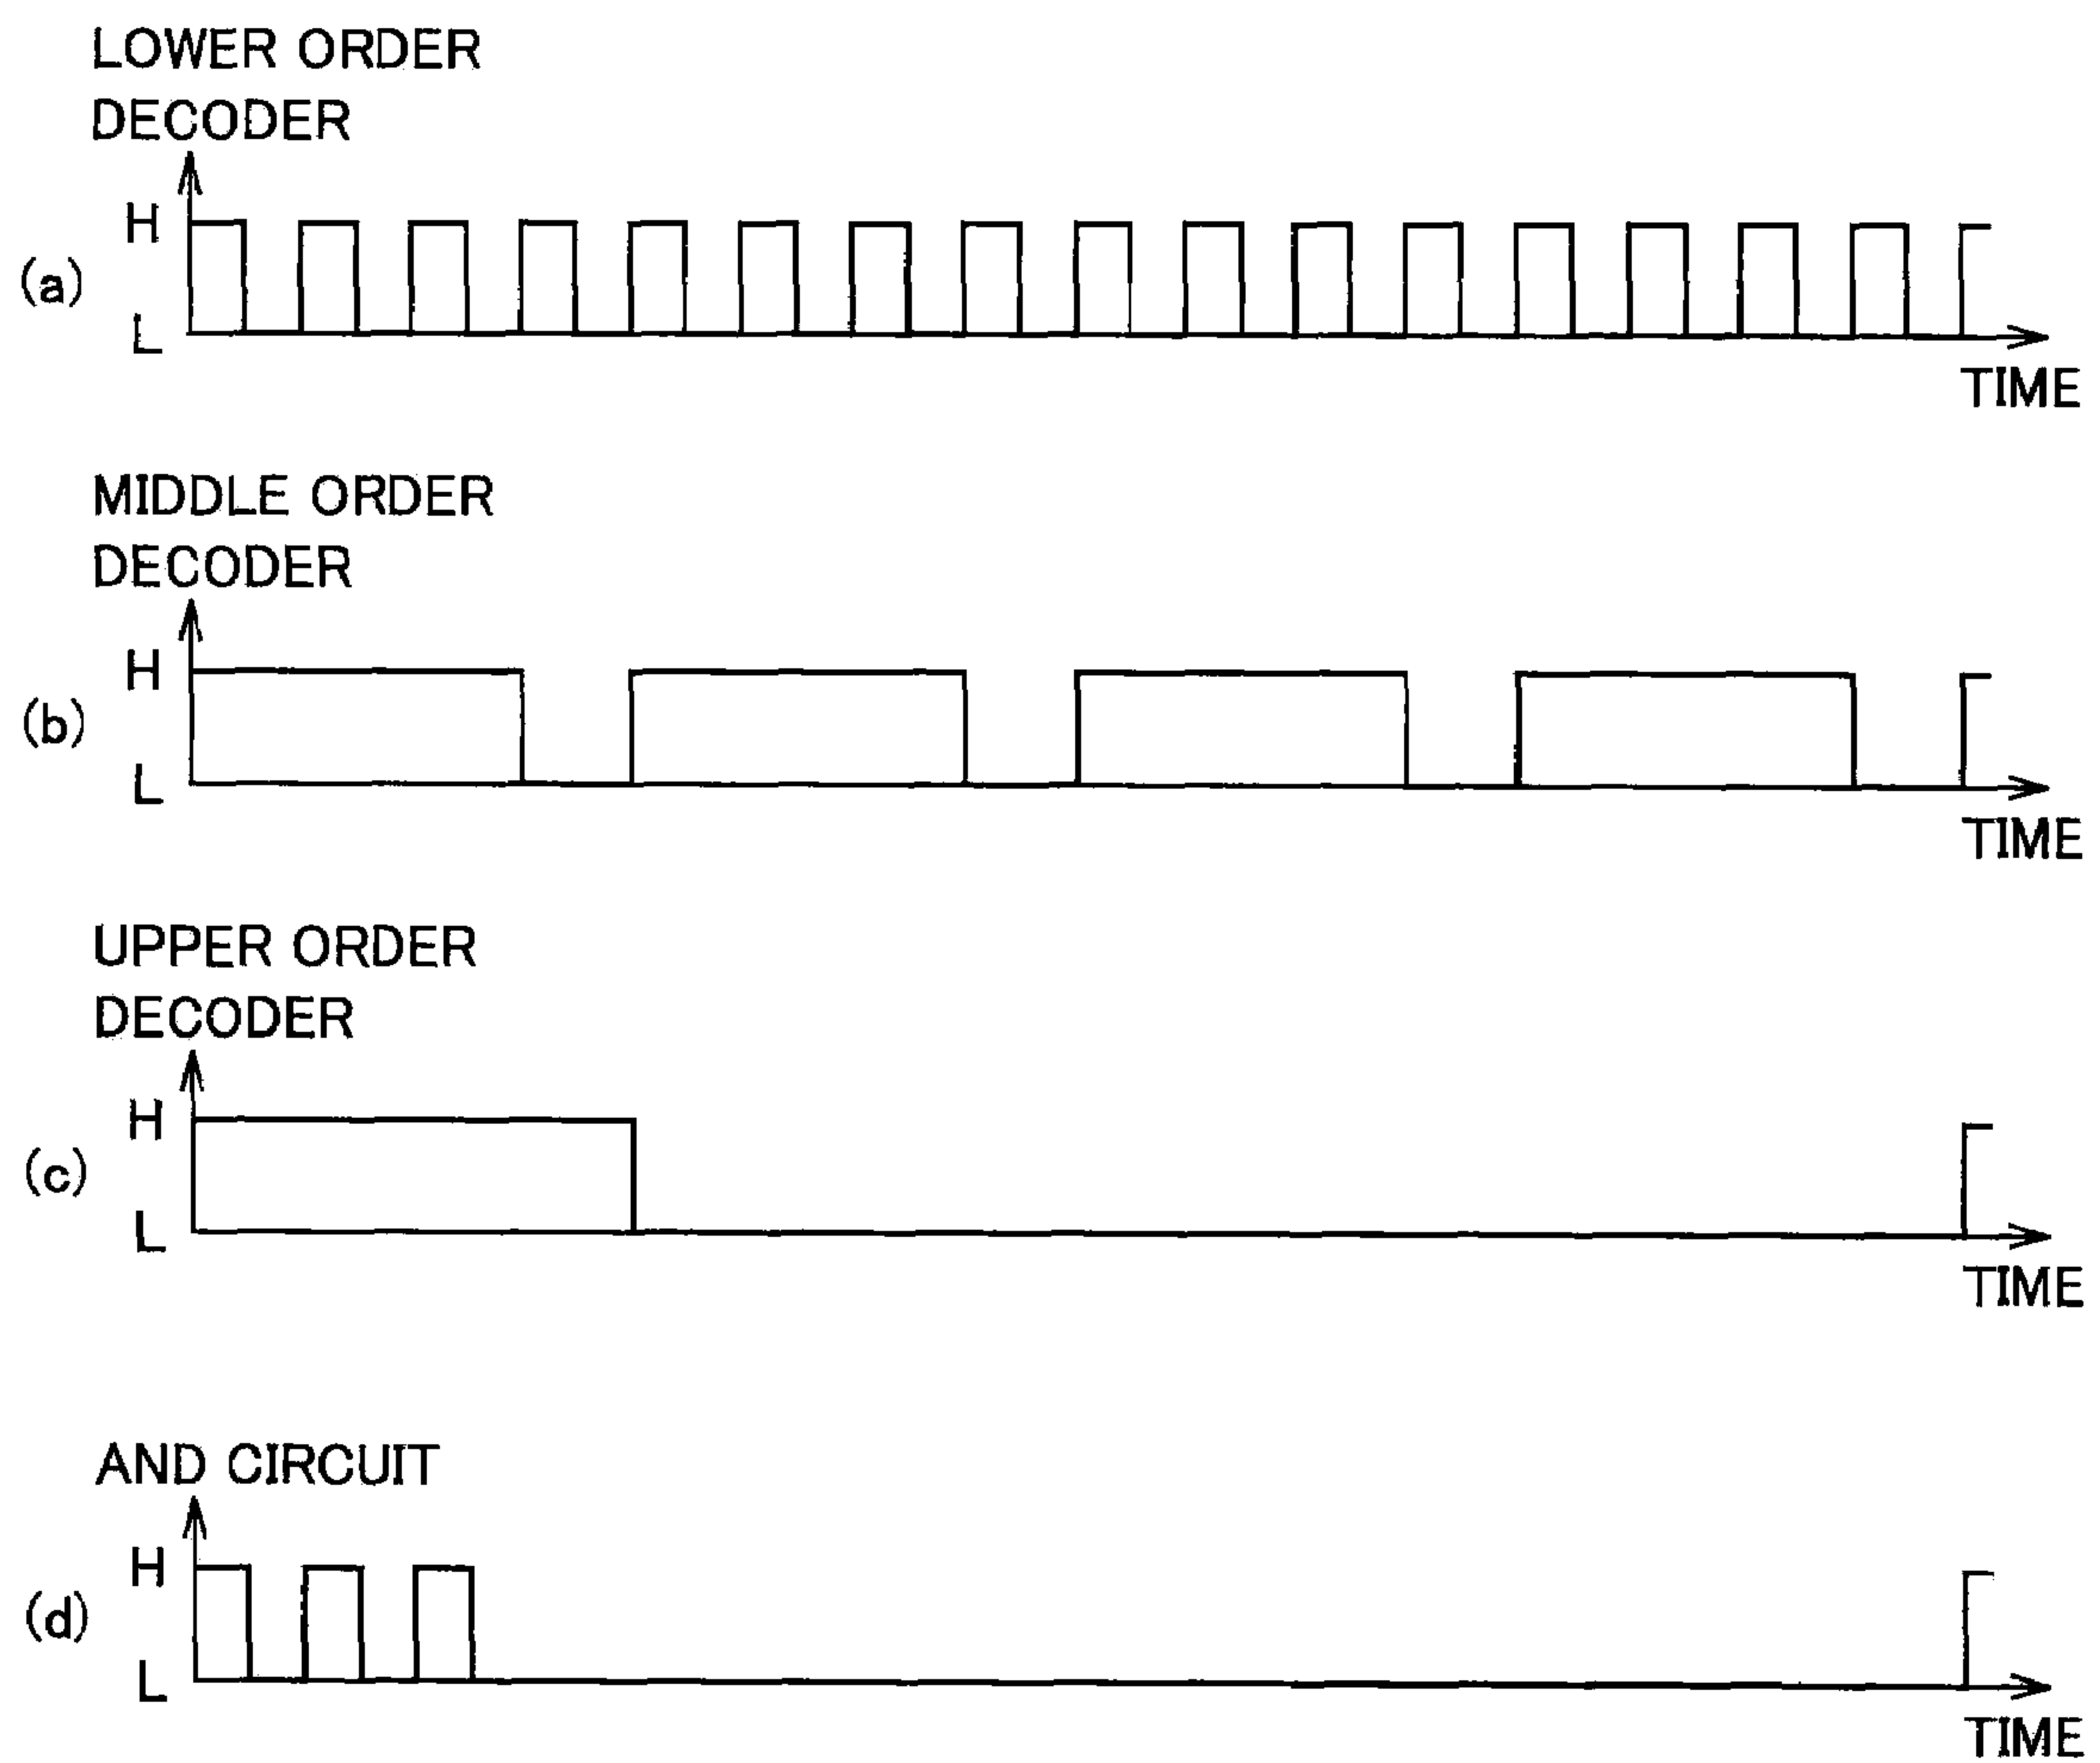 LOWER ORDER
DECODER
H
(a)
L
TIME
MIDDLE ORDER
DECODER
H
(b)
L
TIME
UPPER ORDER
DECODER
H
(c)
L
TIME
AND CIRCUIT
H
(d)
L
TIME